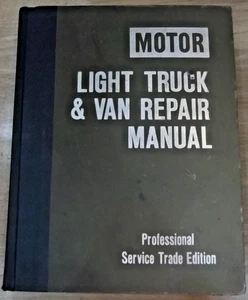 MOTOR
LIGHT TRUCK
& VAN REPAIR
MANUAL
Professional
Service Trade Edition